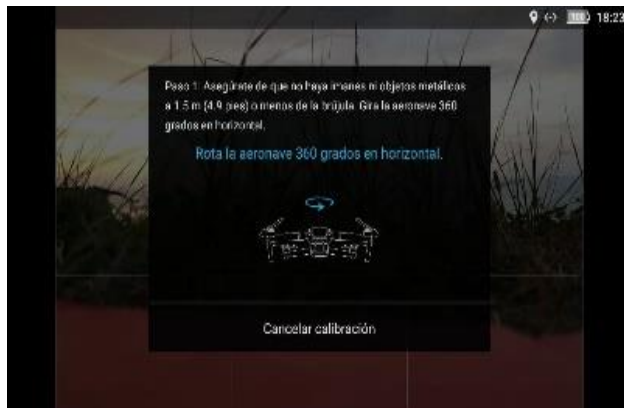 100 18:23
Paso 1: Asegúrate de que no haya imanes ni objetos metálicos
a 1.5 m (4.9 pies) o menos de la brújula. Gira la aeronave 360
grados en horizontal.
Rota la aeronave 360 grados en horizontal.
Cancelar calibración